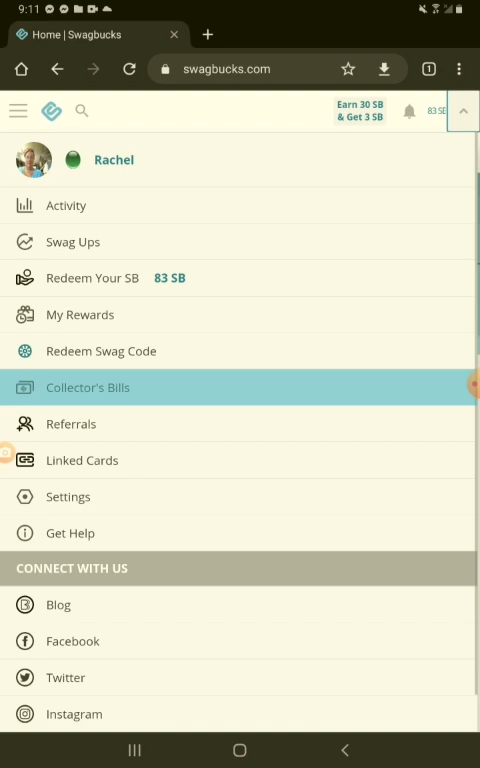 9:11
Home | Swagbucks
swagbucks.com
1
Earn 30 SB
& Get 3 SB
83 SE
Rachel
Activity
Swag Ups
Redeem Your SB 83 SB
My Rewards
Redeem Swag Code
Collector's Bills
Referrals
Linked Cards
Settings
Get Help
CONNECT WITH US
Blog
Facebook
Twitter
Instagram